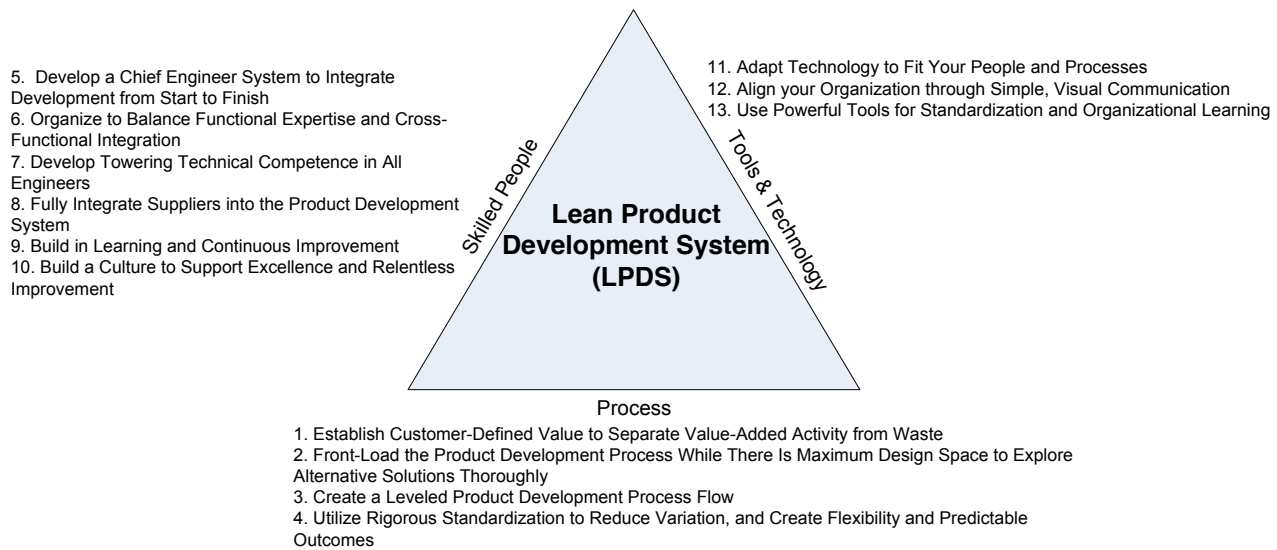 5. Develop a Chief Engineer System to Integrate
Development from Start to Finish
6. Organize to Balance Functional Expertise and Cross-
Functional Integration
7. Develop Towering Technical Competence in All
Engineers
8. Fully Integrate Suppliers into the Product Development
System
9. Build in Learning and Continuous Improvement
10. Build a Culture to Support Excellence and Relentless
Improvement
11. Adapt Technology to Fit Your People and Processes
12. Align your Organization through Simple, Visual Communication
13. Use Powerful Tools for Standardization and Organizational Learning
Skilled People
Tools & Technology
Lean Product
Development System
(LPDS)
Process
1. Establish Customer-Defined Value to Separate Value-Added Activity from Waste
2. Front-Load the Product Development Process While There Is Maximum Design Space to Explore
Alternative Solutions Thoroughly
3. Create a Leveled Product Development Process Flow
4. Utilize Rigorous Standardization to Reduce Variation, and Create Flexibility and Predictable
Outcomes